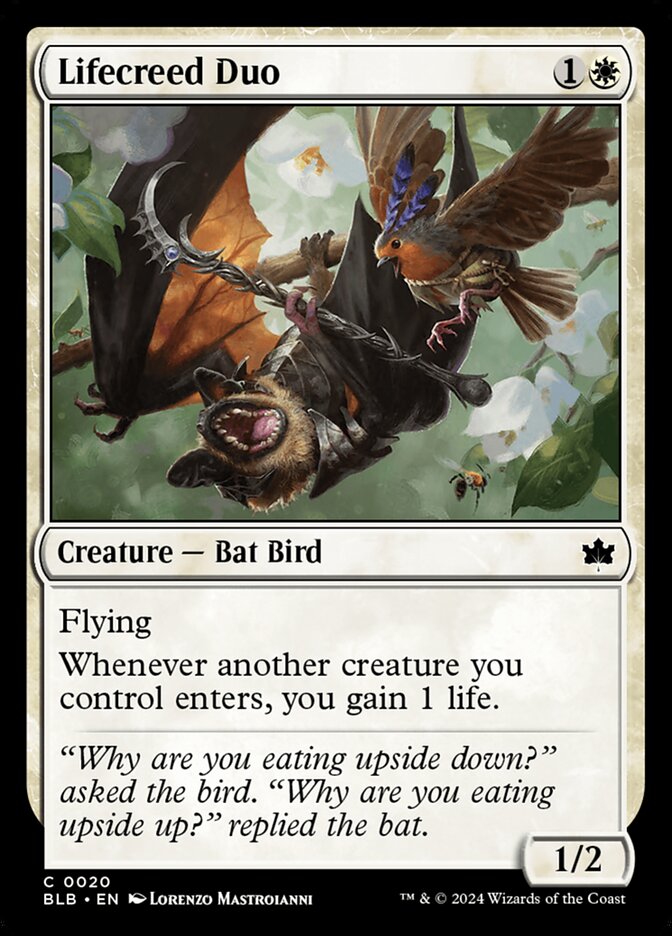 Lifecreed Duo 1
Creature — Bat Bird
Flying
Whenever another creature you
control enters, you gain 1 life.
“Why are you eating upside down?”
asked the bird. “Why are you eating
upside up?” replied the bat.
1/2
C 0020
BLB • EN Lorenzo Mastroianni
™ & © 2024 Wizards of the Coast